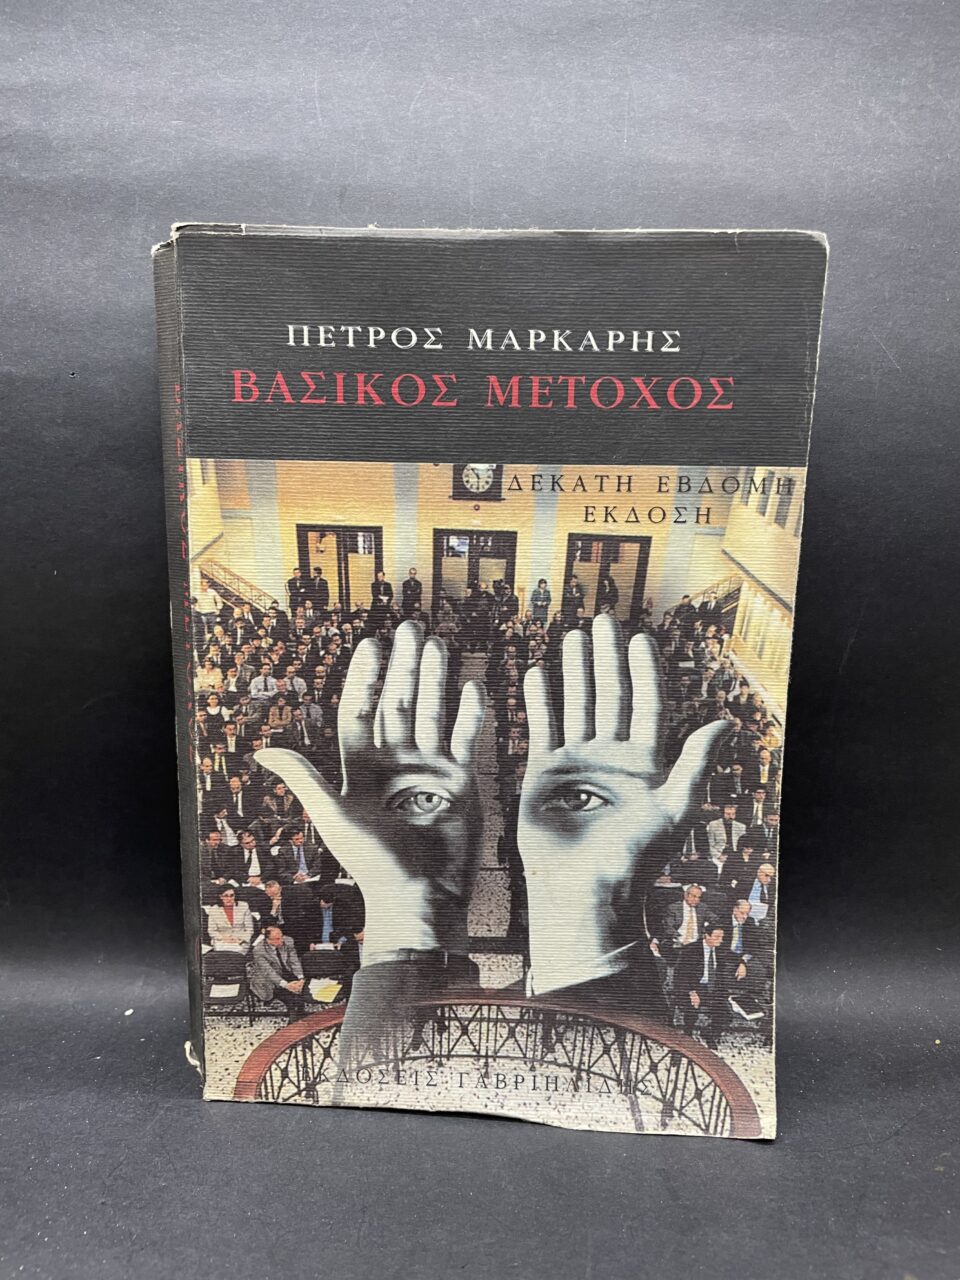 ΠΕΤΡΟΣ ΜΑΡΚΑΡΗΣ
ΒΑΣΙΚΟΣ ΜΕΤΟΧΟΣ
ΔΕΚΑΤΗ ΕΒΔΟΜΗ
ΕΚΔΟΣΗ
ΕΚΔΟΣΕΙΣ ΓΑΒΡΙΗΛΙΔΗΣ